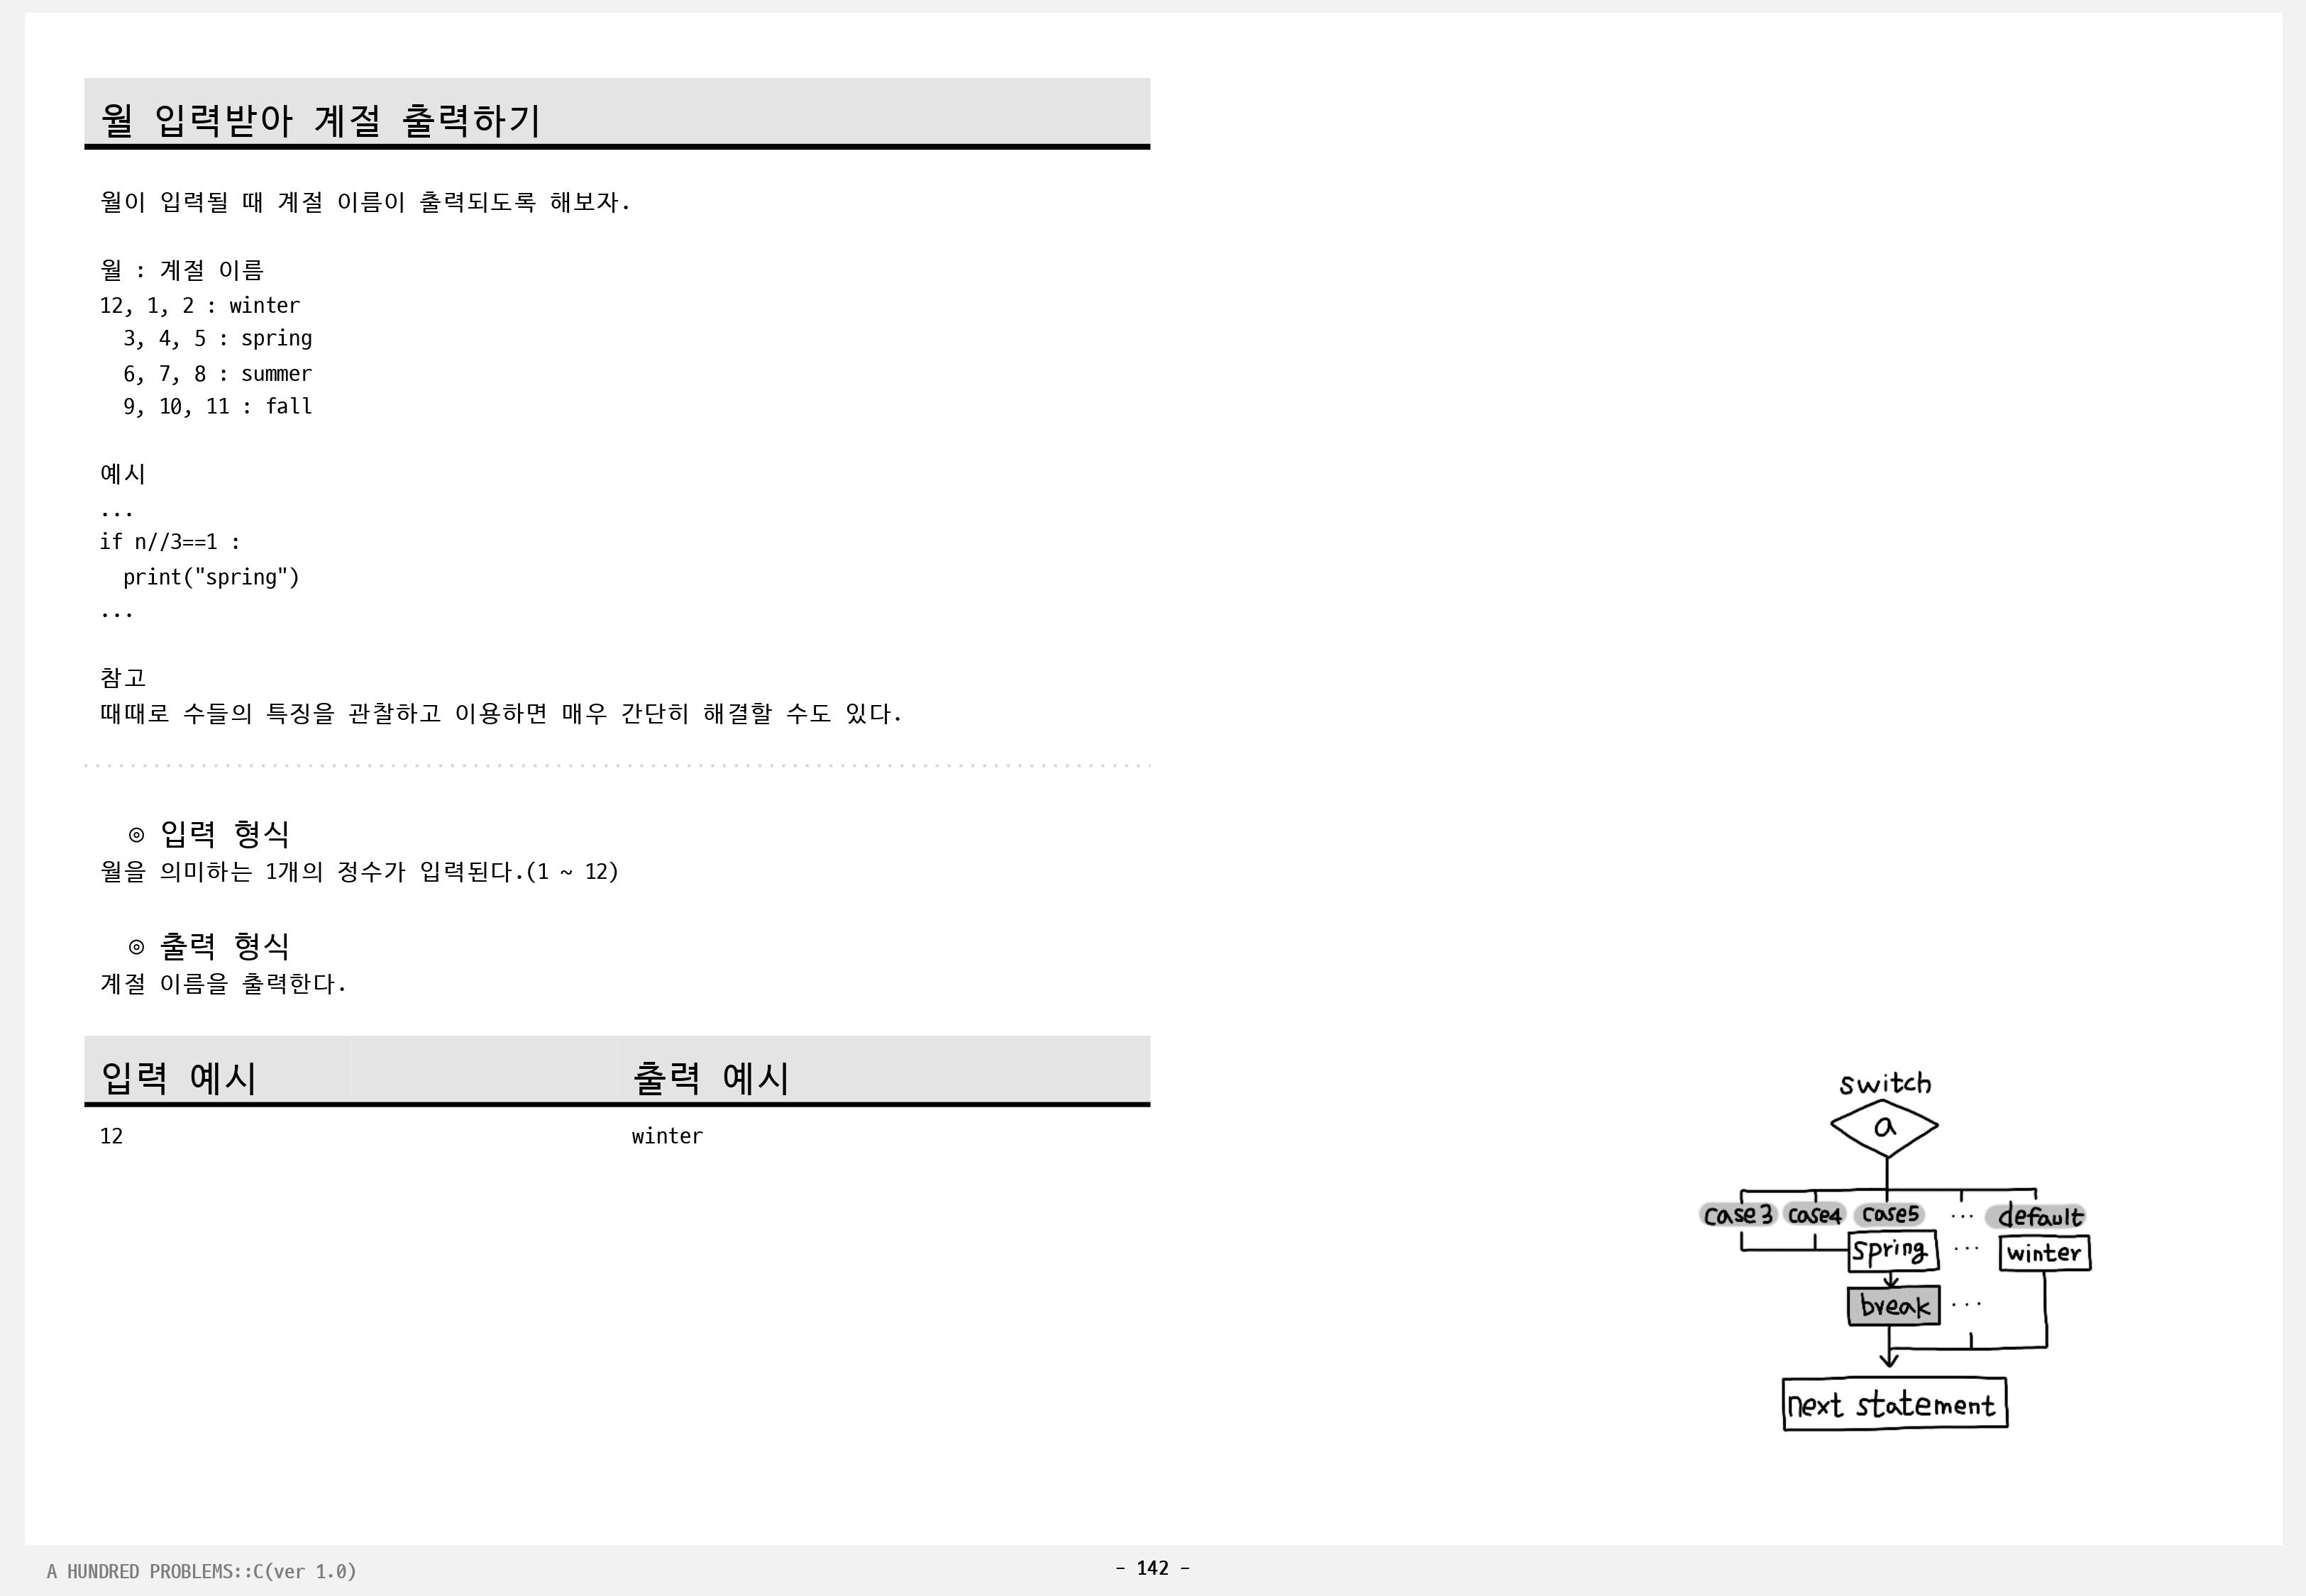 월 입력받아 계절 출력하기
월이 입력될 때 계절 이름이 출력되도록 해보자.
월 : 계절 이름
12, 1, 2 : winter
3, 4, 5 : spring
6, 7, 8 : summer
9, 10, 11 : fall
예시
...
if n//3==1 :
print("spring")
...
참고
때때로 수들의 특징을 관찰하고 이용하면 매우 간단히 해결할 수도 있다.
◎ 입력 형식
월을 의미하는 1개의 정수가 입력된다.(1 ~ 12)
◎ 출력 형식
계절 이름을 출력한다.
입력 예시 출력 예시
12 winter
switch
a
case3 case4 case5 ... default
spring ... winter
break ...
next statement
A HUNDRED PROBLEMS::C(ver 1.0)
- 142 -